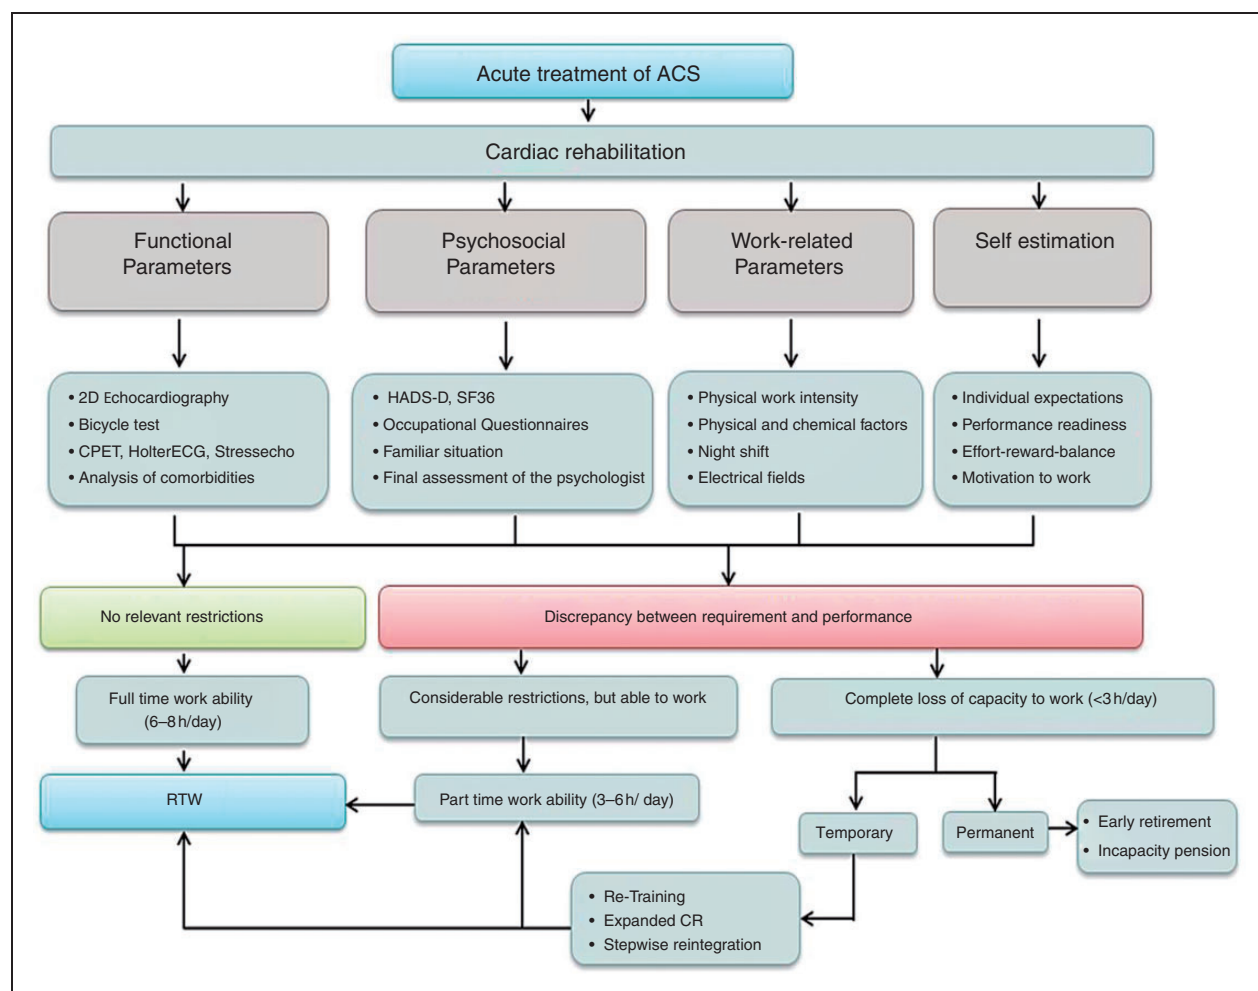 Acute treatment of ACS
Cardiac rehabilitation
Functional
Parameters
Psychosocial
Parameters
Work-related
Parameters
Self estimation
• 2D Echocardiography
• Bicycle test
• CPET, HolterECG, Stressecho
• Analysis of comorbidities
• HADS-D, SF36
• Occupational Questionnaires
• Familiar situation
• Final assessment of the psychologist
• Physical work intensity
• Physical and chemical factors
• Night shift
• Electrical fields
• Individual expectations
• Performance readiness
• Effort-reward-balance
• Motivation to work
No relevant restrictions
Discrepancy between requirement and performance
Full time work ability
(6–8 h/day)
Considerable restrictions, but able to work
Complete loss of capacity to work (<3 h/day)
RTW
Part time work ability (3–6 h/ day)
Temporary
Permanent
• Early retirement
• Incapacity pension
• Re-Training
• Expanded CR
• Stepwise reintegration